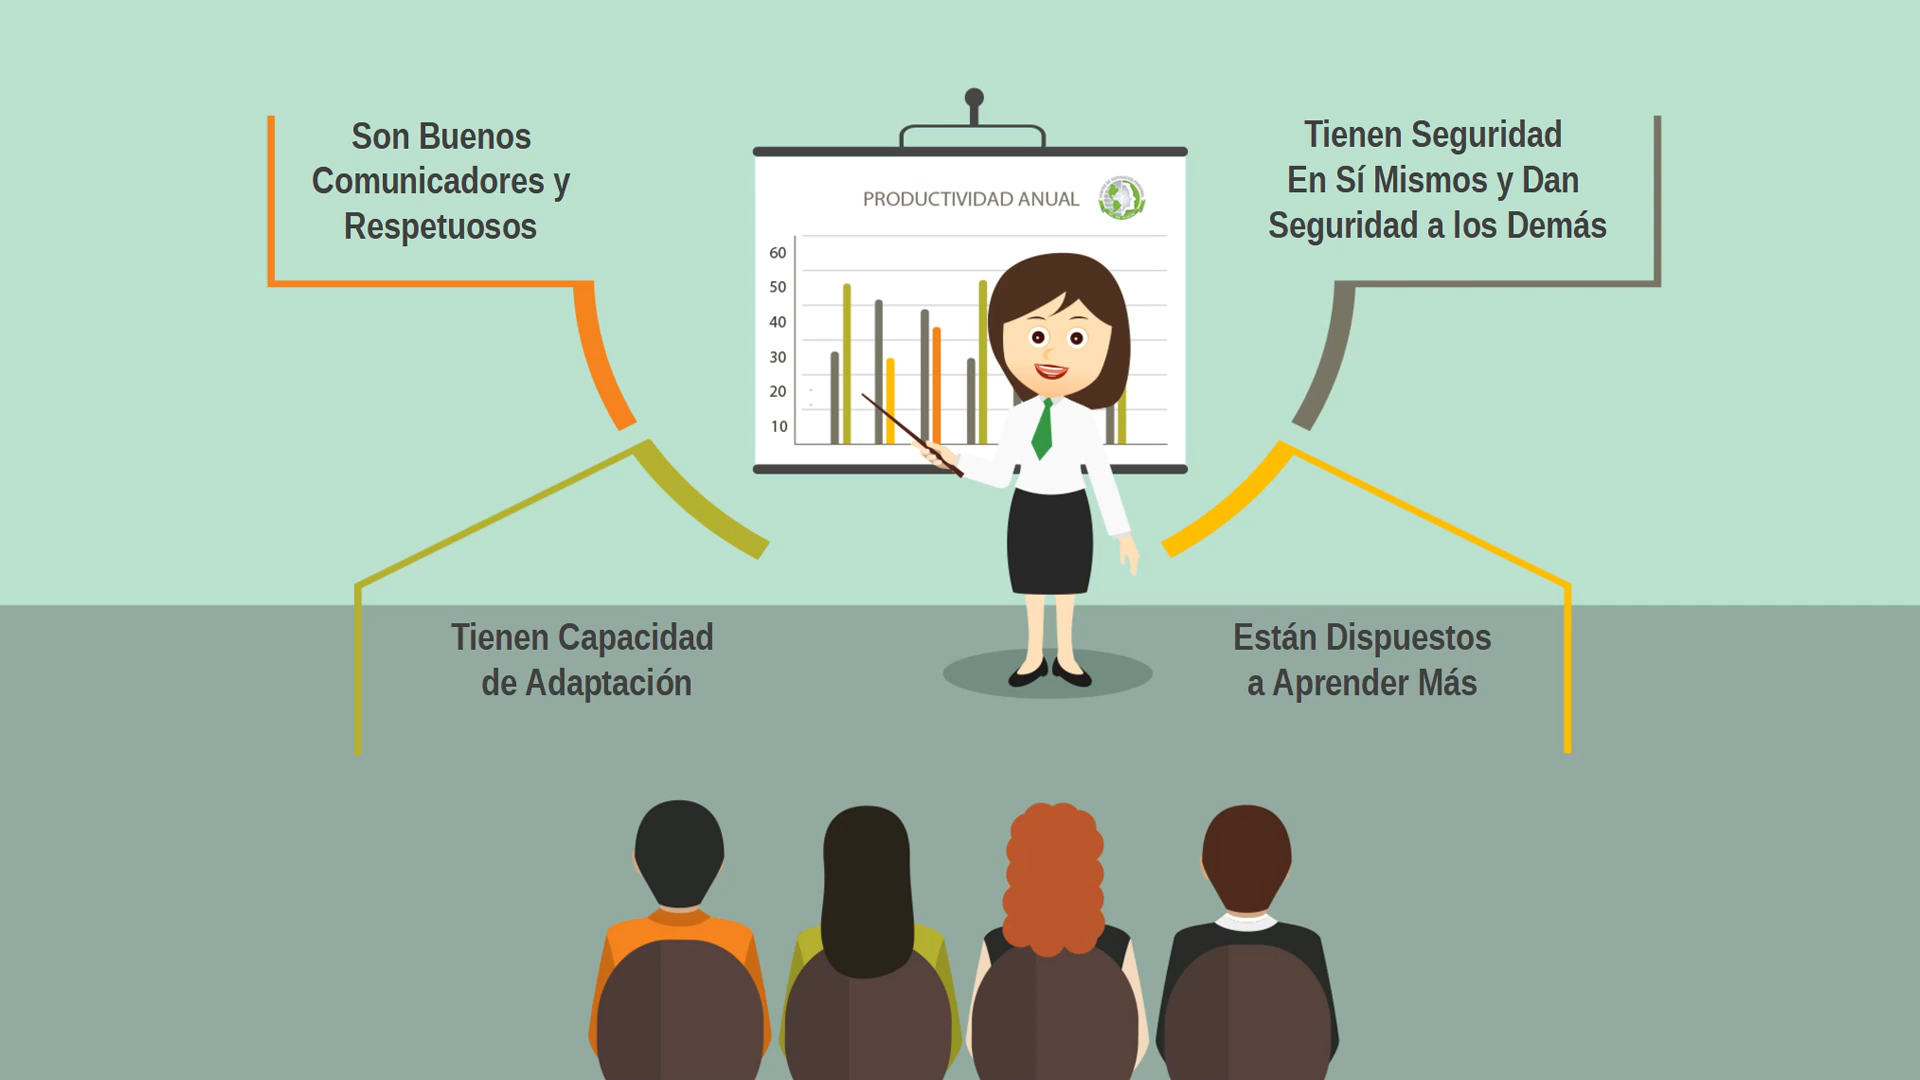 Son Buenos
Comunicadores y
Respetuosos
Tienen Seguridad
En Sí Mismos y Dan
Seguridad a los Demás
PRODUCTIVIDAD ANUAL
60
50
40
30
20
10
Tienen Capacidad
de Adaptación
Están Dispuestos
a Aprender Más